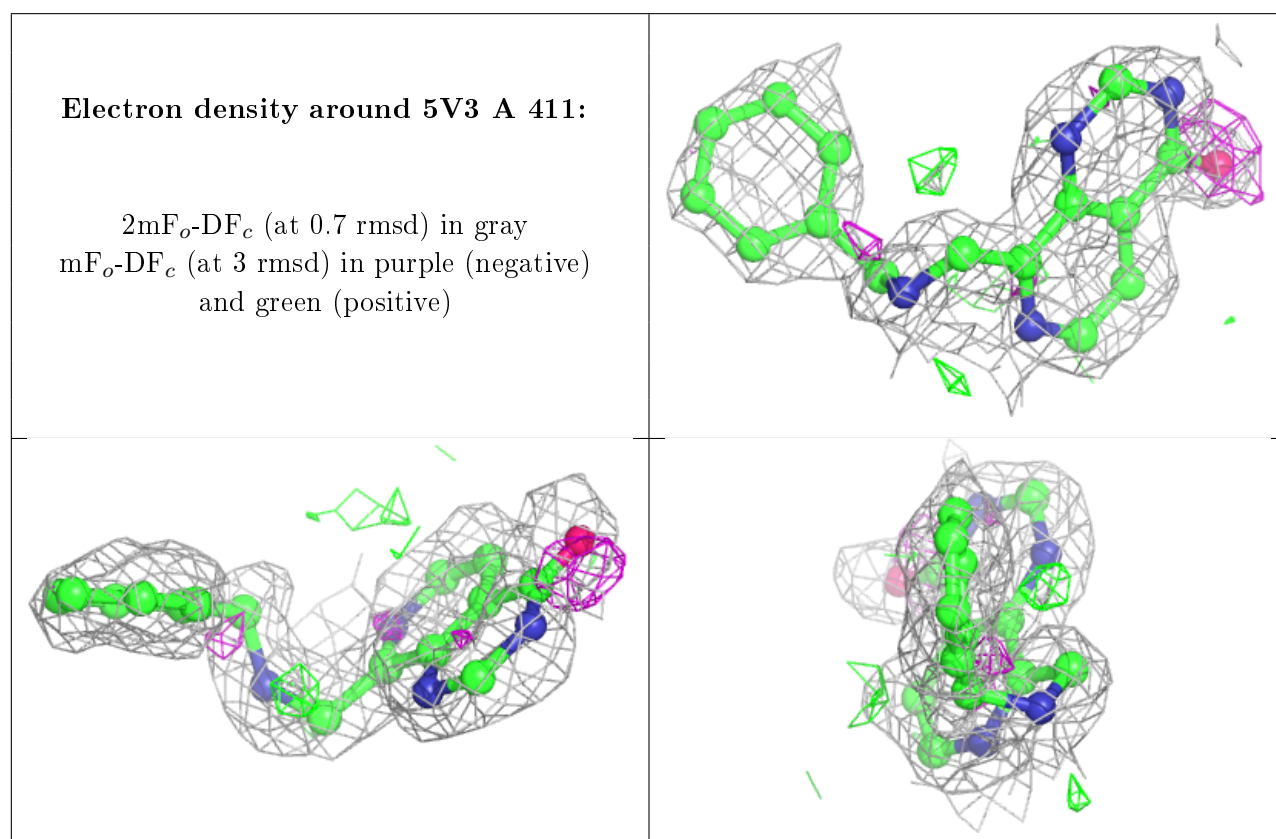 Electron density around 5V3 A 411:
2mFo-DFc (at 0.7 rmsd) in gray
mFo-DFc (at 3 rmsd) in purple (negative)
and green (positive)